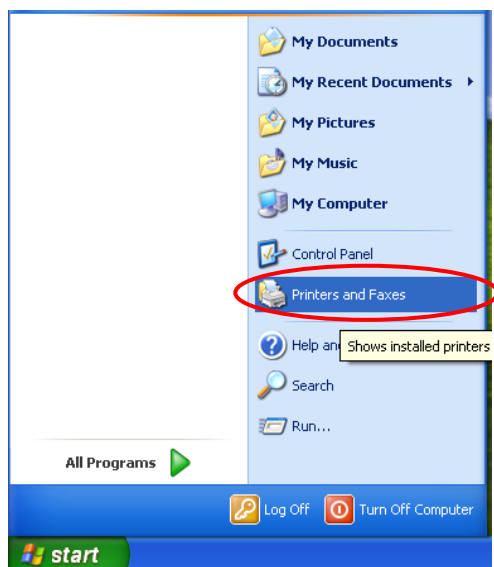 My Documents
My Recent Documents
My Pictures
My Music
My Computer
Control Panel
Printers and Faxes
Help an
Shows installed printers
Search
Run...
All Programs
Log Off
Turn Off Computer
start